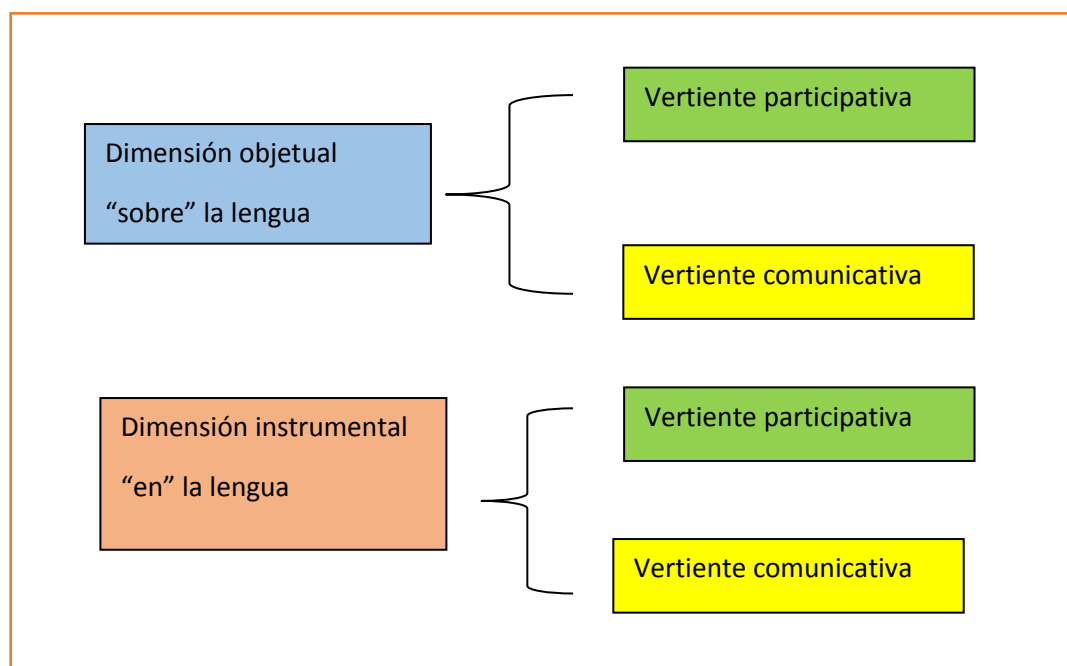 Dimensión objetual
“sobre” la lengua
Vertiente participativa
Vertiente comunicativa
Dimensión instrumental
“en” la lengua
Vertiente participativa
Vertiente comunicativa